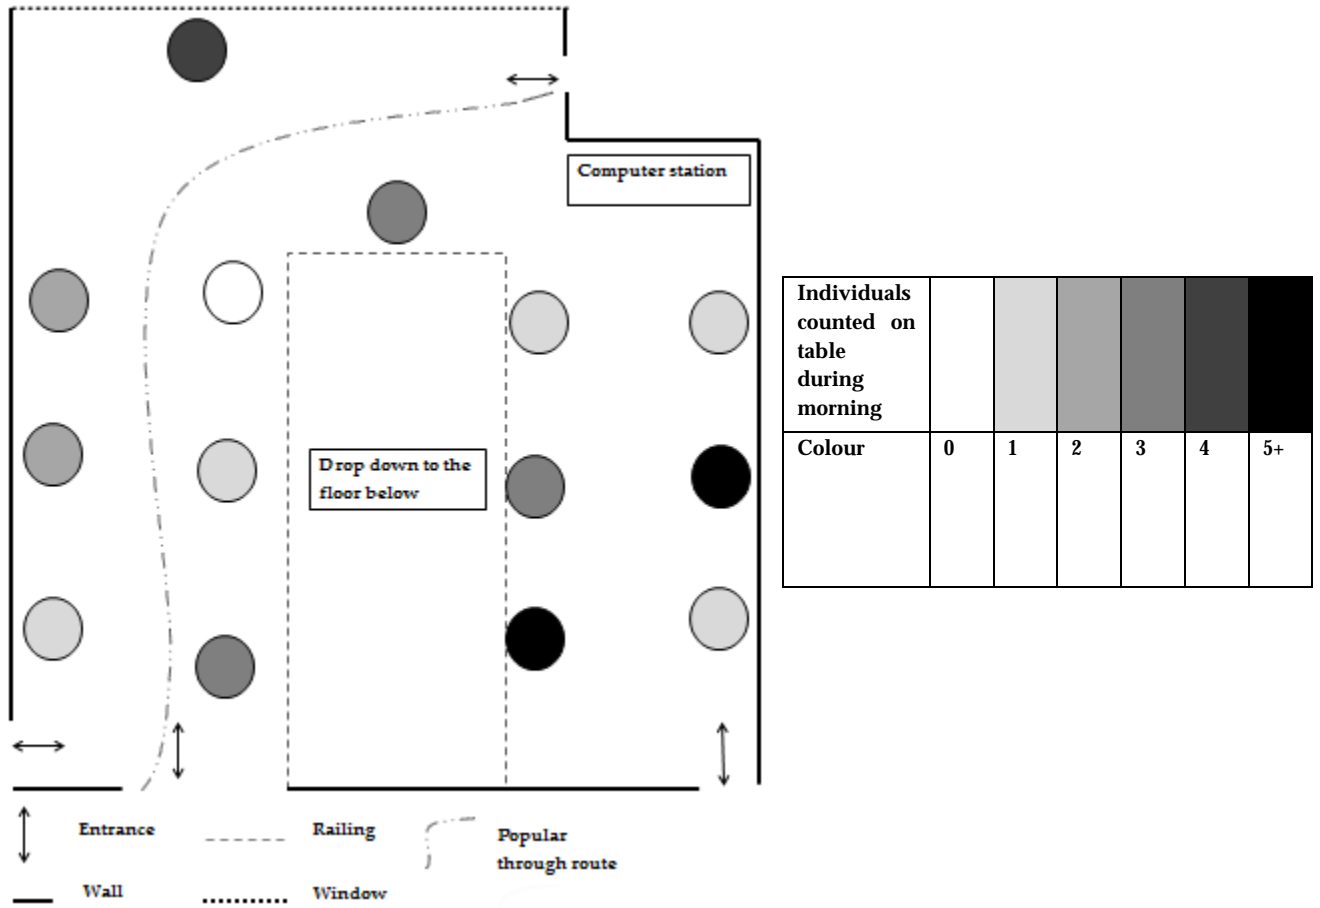 Computer station
Drop down to the
floor below
Individuals
counted on
table
during
morning
Colour 0 1 2 3 4 5+
Entrance Railing Popular
through route
Wall Window